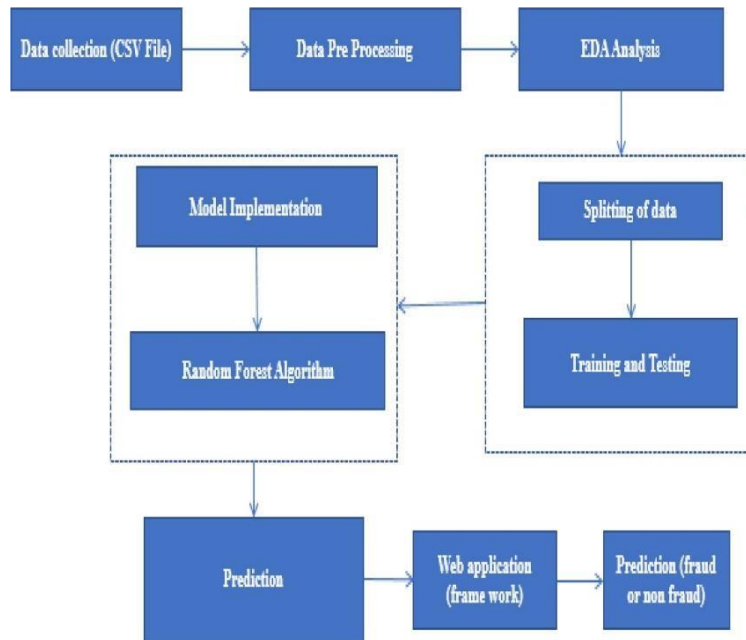 Data collection (CSV File)
Data Pre Processing
EDA Analysis
Model Implementation
Splitting of data
Random Forest Algorithm
Training and Testing
Prediction
Web application
(frame work)
Prediction (fraud
or non fraud)